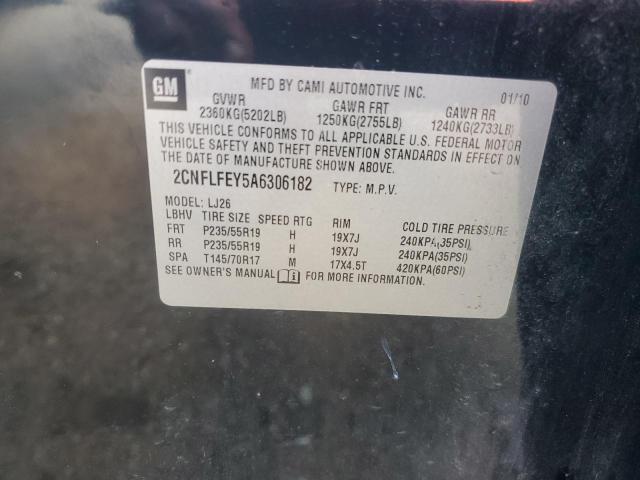 GM
MFD BY CAMI AUTOMOTIVE INC. 01/10
GVWR GAWR FRT GAWR RR
2360KG(5202LB) 1250KG(2755LB) 1240KG(2733LB)
THIS VEHICLE CONFORMS TO ALL APPLICABLE U.S. FEDERAL MOTOR
VEHICLE SAFETY AND THEFT PREVENTION STANDARDS IN EFFECT ON
THE DATE OF MANUFACTURE SHOWN ABOVE.
2CNFLFEY5A6306182 TYPE: M.P.V.
MODEL: LJ26
LBHV TIRE SIZE SPEED RTG RIM COLD TIRE PRESSURE
FRT P235/55R19 H 19X7J 240KPA(35PSI)
RR P235/55R19 H 19X7J 240KPA(35PSI)
SPA T145/70R17 M 17X4.5T 420KPA(60PSI)
SEE OWNER'S MANUAL FOR MORE INFORMATION.